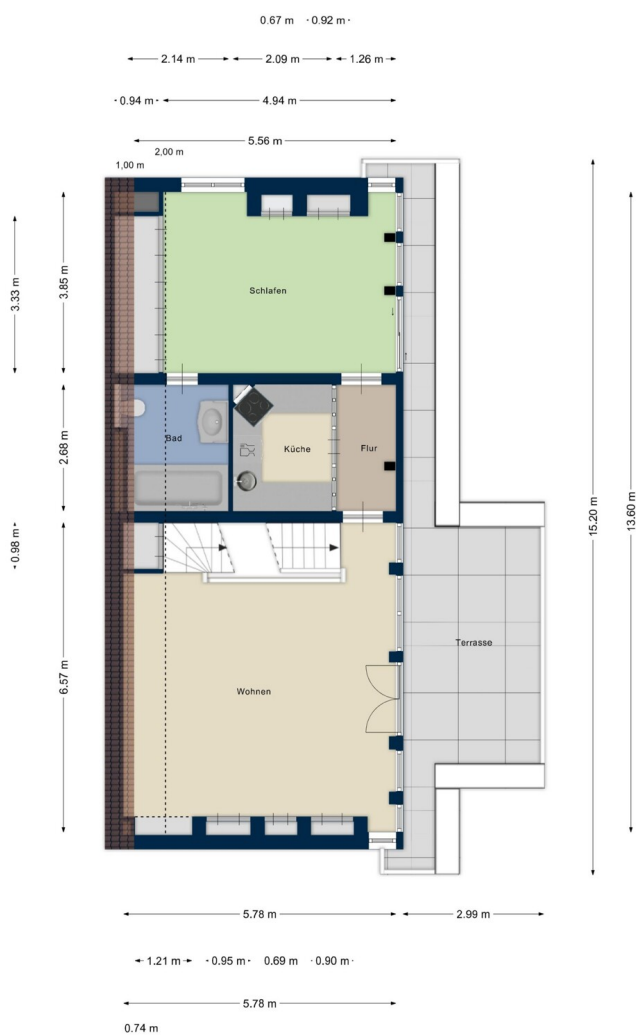 0.67 m 0.92 m
2.14 m 2.09 m 1.26 m
0.94 m 4.94 m
5.56 m
2,00 m
1,00 m
3.33 m
3.85 m
2.68 m
0.98 m
6.57 m
Schlafen
Bad
Küche
Flur
Wohnen
Terrasse
15.20 m
13.60 m
5.78 m 2.99 m
1.21 m 0.95 m 0.69 m 0.90 m
5.78 m
0.74 m